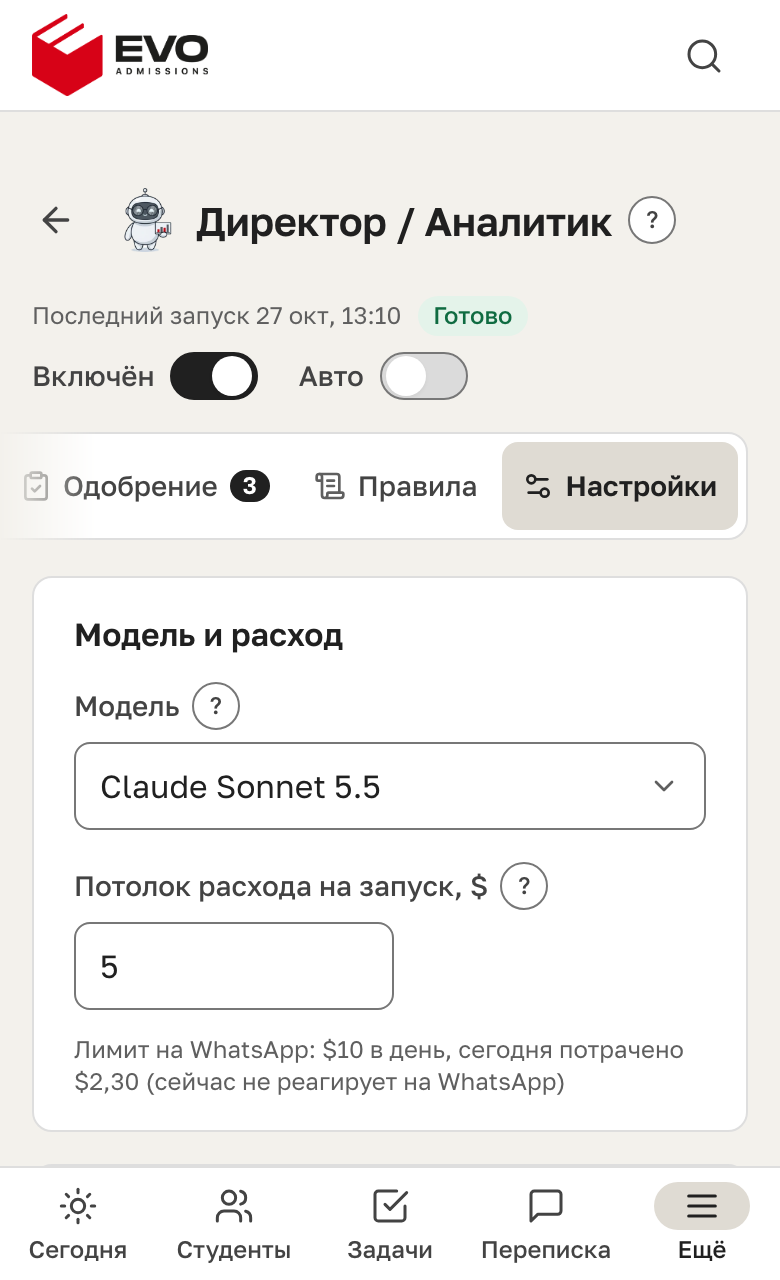 EVO
ADMISSIONS
Директор / Аналитик ?
Последний запуск 27 окт, 13:10 Готово
Включён Авто
Одобрение 3 Правила Настройки
Модель и расход
Модель ?
Claude Sonnet 5.5
Потолок расхода на запуск, $ ?
5
Лимит на WhatsApp: $10 в день, сегодня потрачено
$2,30 (сейчас не реагирует на WhatsApp)
Сегодня Студенты Задачи Переписка Ещё